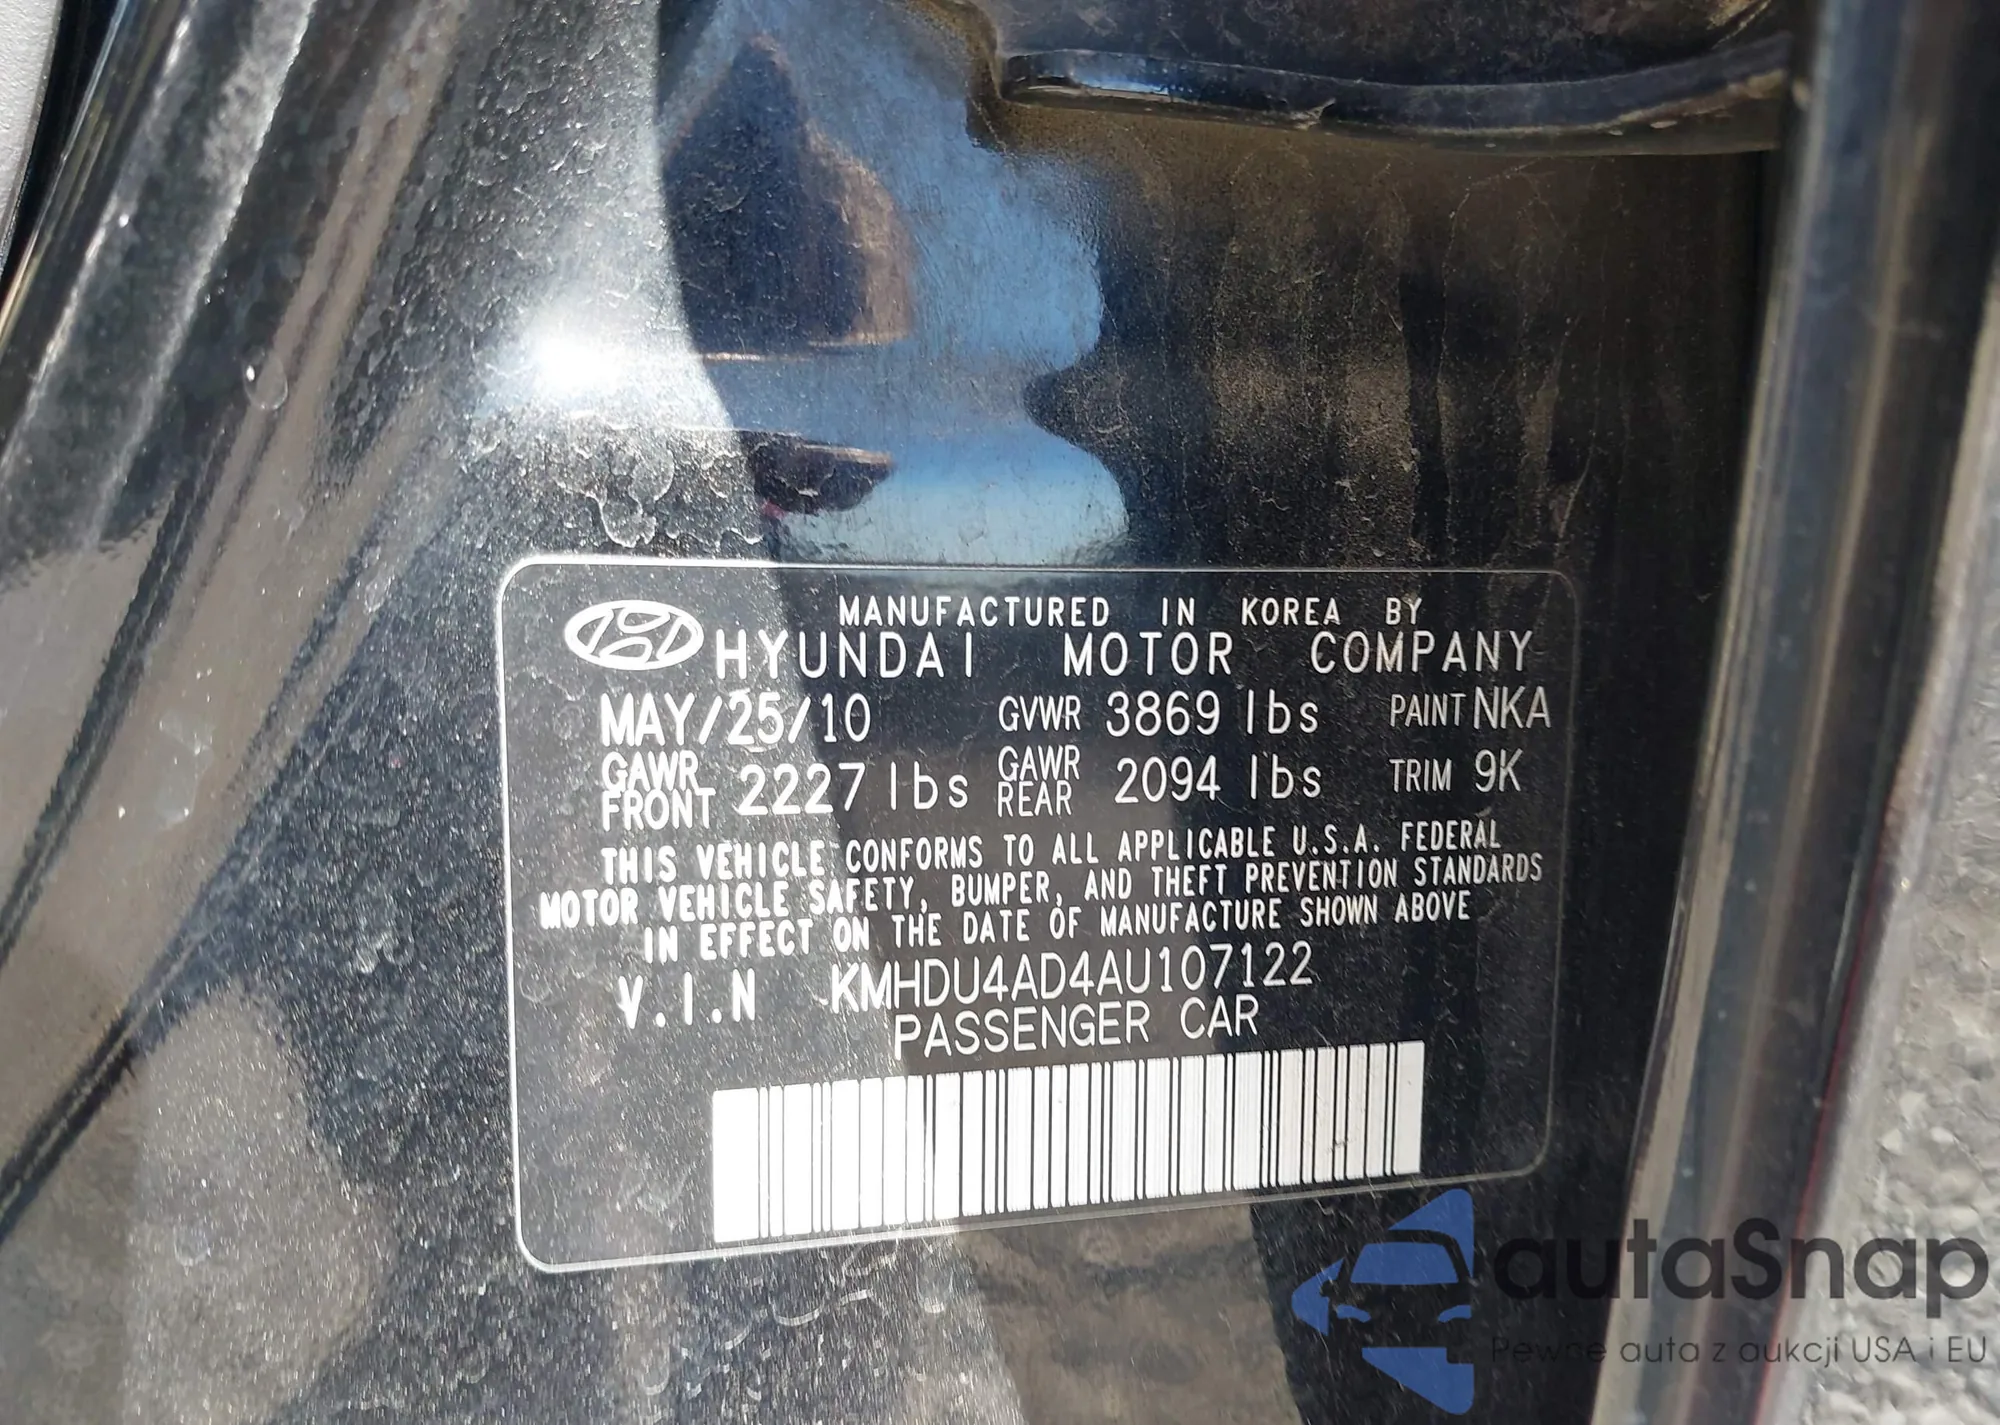 MANUFACTURED IN KOREA BY
HYUNDAI MOTOR COMPANY
MAY/25/10 GVWR 3869 lbs PAINT NKA
GAWR FRONT 2227 lbs GAWR REAR 2094 lbs TRIM 9K
THIS VEHICLE CONFORMS TO ALL APPLICABLE U.S.A. FEDERAL
MOTOR VEHICLE SAFETY, BUMPER, AND THEFT PREVENTION STANDARDS
IN EFFECT ON THE DATE OF MANUFACTURE SHOWN ABOVE
V.I.N KMHDU4AD4AU107122
PASSENGER CAR
autaSnap
Pewne auta z aukcji USA i EU